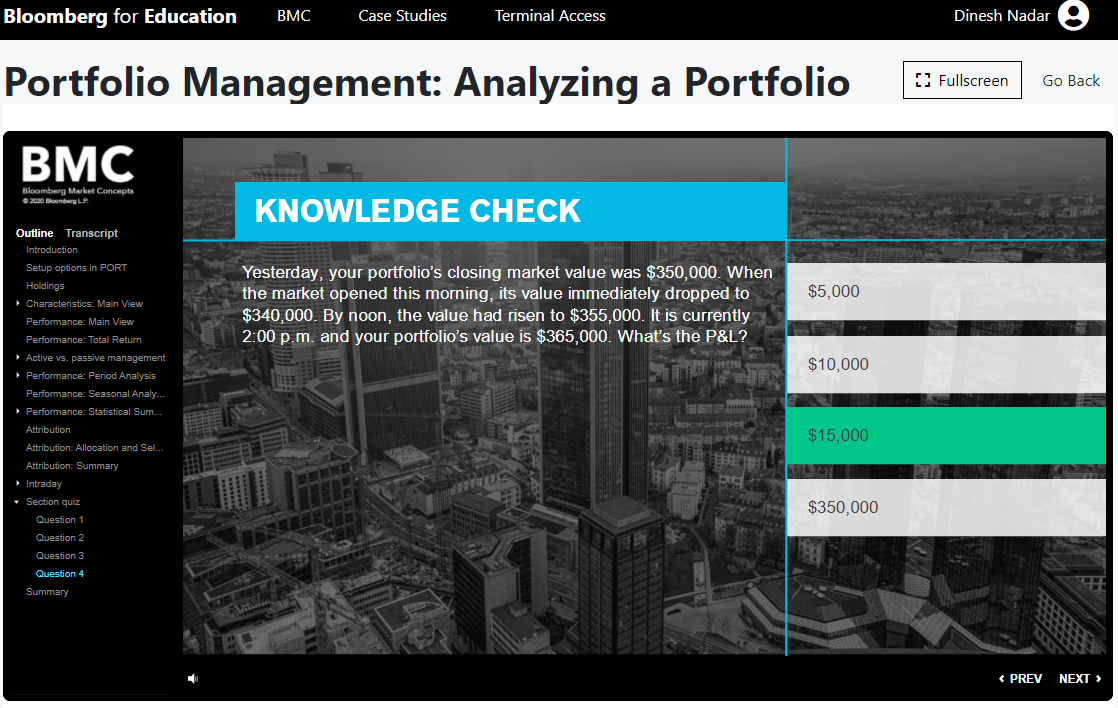 Bloomberg for Education
BMC
Case Studies
Terminal Access
Dinesh Nadar
Portfolio Management: Analyzing a Portfolio
Fullscreen
Go Back
BMC
Bloomberg Market Concepts
© 2020 Bloomberg L.P.
Outline
Transcript
Introduction
Setup options in PORT
Holdings
Characteristics: Main View
Performance: Main View
Performance: Total Return
Active vs. passive management
Performance: Period Analysis
Performance: Seasonal Analy...
Performance: Statistical Sum...
Attribution
Attribution: Allocation and Sel...
Attribution: Summary
Intraday
Section quiz
Question 1
Question 2
Question 3
Question 4
Summary
KNOWLEDGE CHECK
Yesterday, your portfolio’s closing market value was $350,000. When
the market opened this morning, its value immediately dropped to
$340,000. By noon, the value had risen to $355,000. It is currently
2:00 p.m. and your portfolio’s value is $365,000. What’s the P&L?
$5,000
$10,000
$15,000
$350,000
PREV
NEXT